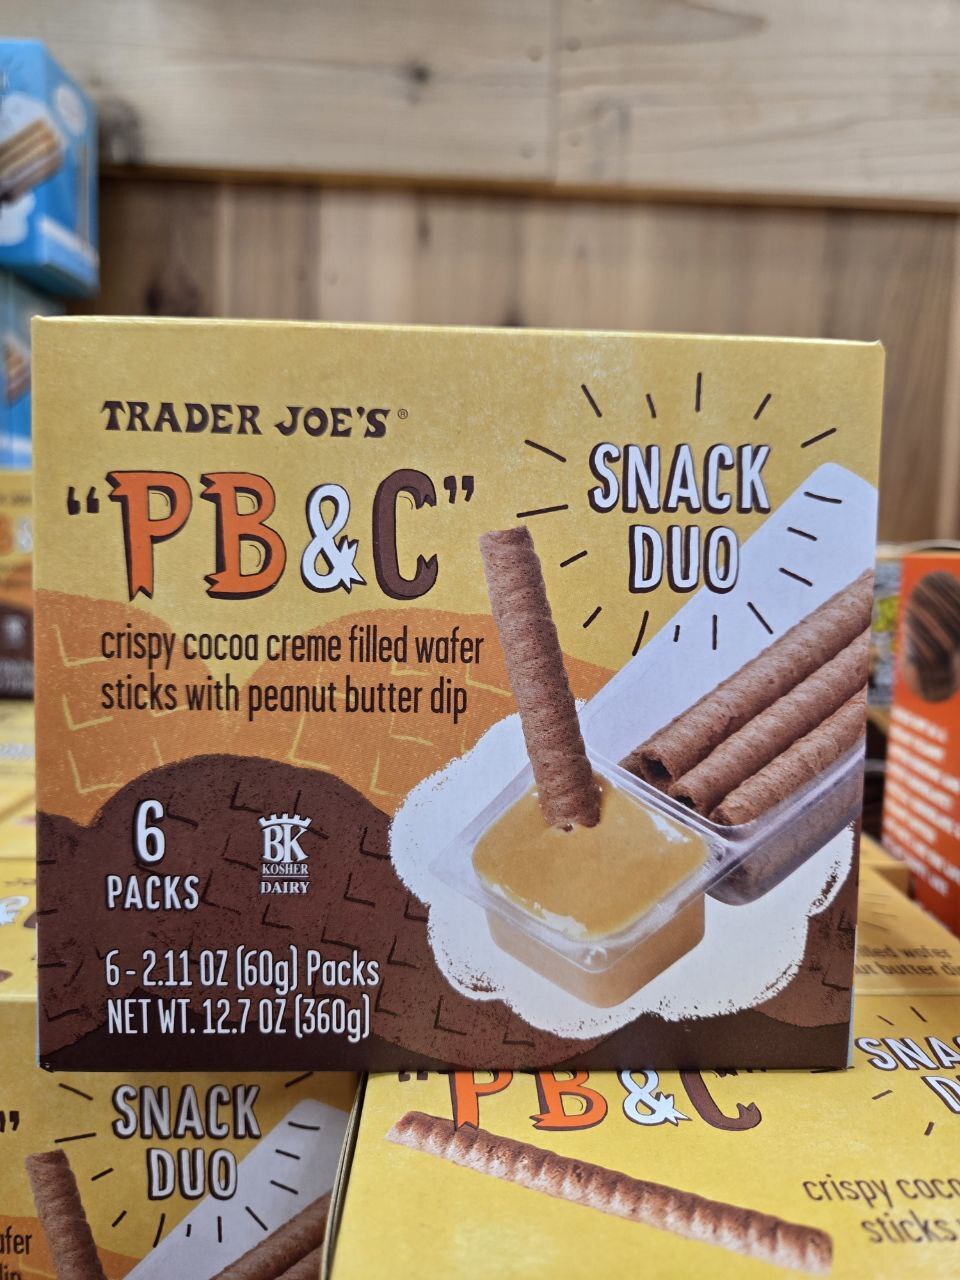 TRADER JOE'S®
"PB&C"
SNACK
DUO
crispy cocoa creme filled wafer
sticks with peanut butter dip
6
PACKS
BK
KOSHER
DAIRY
6 - 2.11 OZ (60g) Packs
NET WT. 12.7 OZ (360g)
SNACK
DUO
"PB&C"
SNA
D
crispy coco
sticks